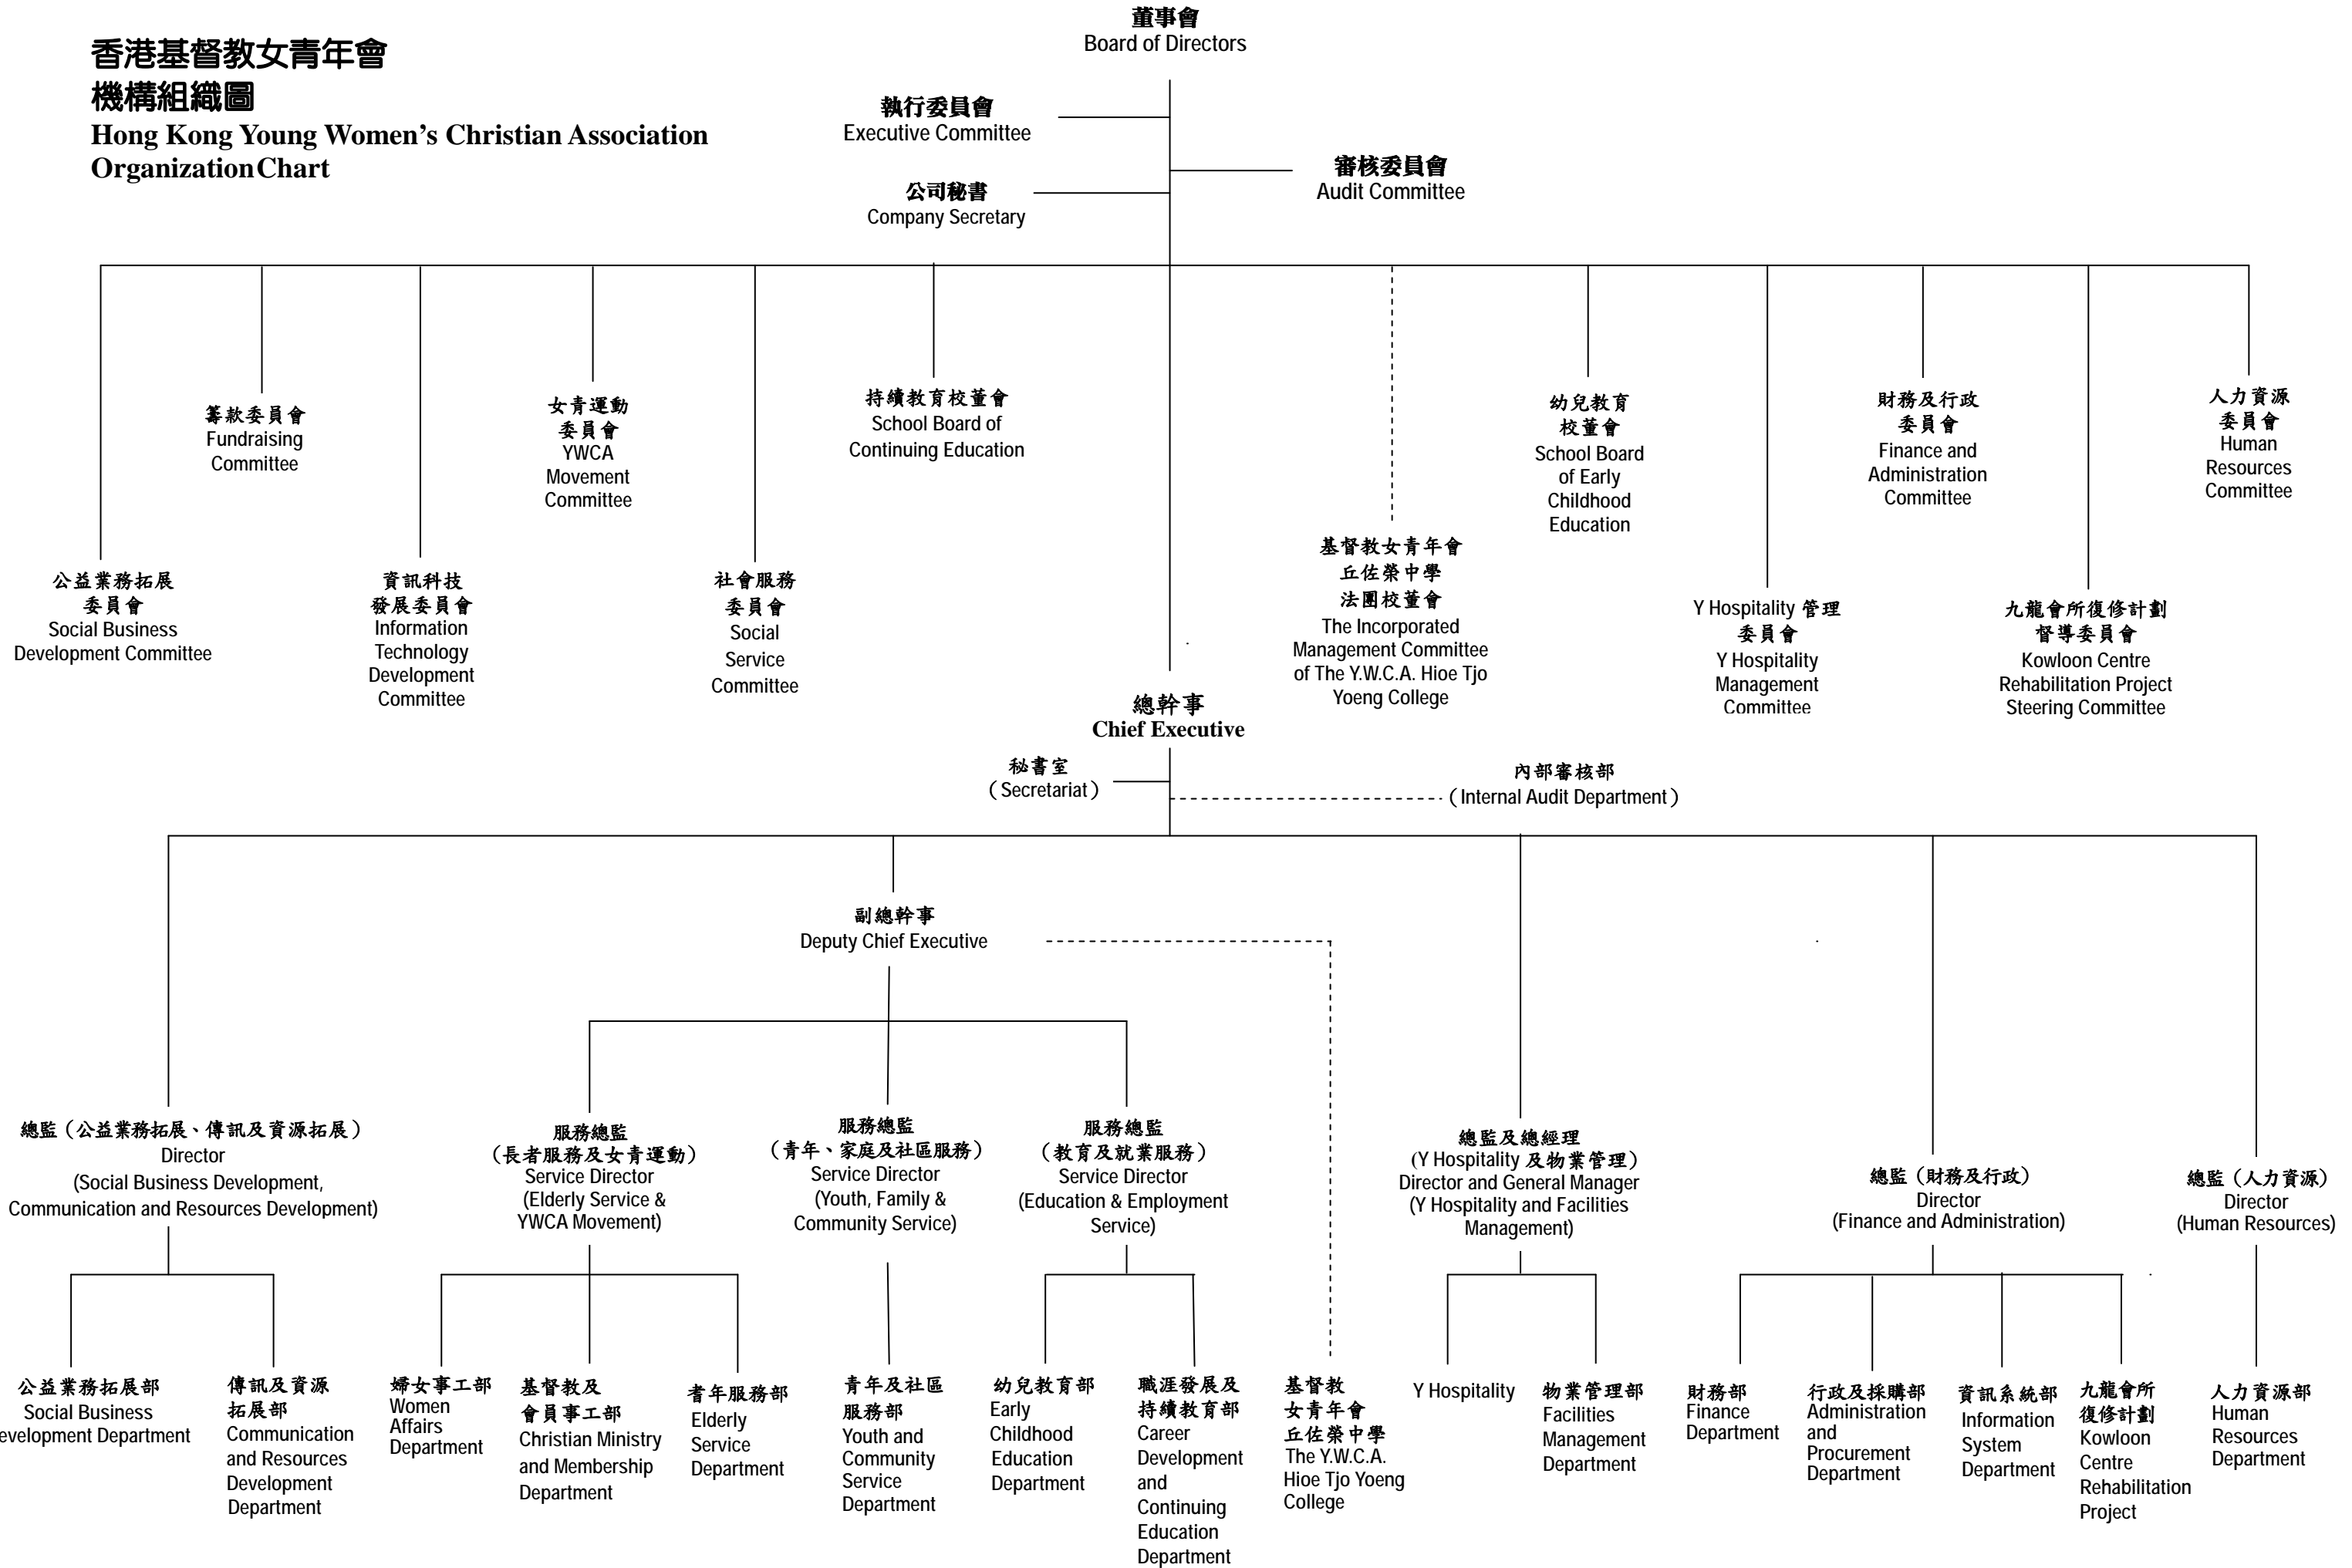 香港基督教女青年會
機構組織圖
Hong Kong Young Women's Christian Association
Organization Chart
董事會
Board of Directors
執行委員會
Executive Committee
審核委員會
Audit Committee
公司秘書
Company Secretary
籌款委員會
Fundraising
Committee
女青運動
委員會
YWCA
Movement
Committee
持續教育校董會
School Board of
Continuing Education
幼兒教育
校董會
School Board
of Early
Childhood
Education
財務及行政
委員會
Finance and
Administration
Committee
人力資源
委員會
Human
Resources
Committee
公益業務拓展
委員會
Social Business
Development Committee
資訊科技
發展委員會
Information
Technology
Development
Committee
社會服務
委員會
Social
Service
Committee
基督教女青年會
丘佐榮中學
法團校董會
The Incorporated
Management Committee
of The Y.W.C.A. Hioe Tjo
Yoeng College
Y Hospitality 管理
委員會
Y Hospitality
Management
Committee
九龍會所復修計劃
督導委員會
Kowloon Centre
Rehabilitation Project
Steering Committee
總幹事
Chief Executive
秘書室
（Secretariat）
內部審核部
（Internal Audit Department）
副總幹事
Deputy Chief Executive
總監（公益業務拓展、傳訊及資源拓展）
Director
(Social Business Development,
Communication and Resources Development)
服務總監
（長者服務及女青運動）
Service Director
(Elderly Service &
YWCA Movement)
服務總監
（青年、家庭及社區服務）
Service Director
(Youth, Family &
Community Service)
服務總監
（教育及就業服務）
Service Director
(Education & Employment
Service)
總監及總經理
(Y Hospitality 及物業管理）
Director and General Manager
(Y Hospitality and Facilities
Management)
總監（財務及行政）
Director
(Finance and Administration)
總監（人力資源）
Director
(Human Resources)
公益業務拓展部
Social Business
evelopment Department
傳訊及資源
拓展部
Communication
and Resources
Development
Department
婦女事工部
Women
Affairs
Department
基督教及
會員事工部
Christian Ministry
and Membership
Department
耆年服務部
Elderly
Service
Department
青年及社區
服務部
Youth and
Community
Service
Department
幼兒教育部
Early
Childhood
Education
Department
職涯發展及
持續教育部
Career
Development
and
Continuing
Education
Department
基督教
女青年會
丘佐榮中學
The Y.W.C.A.
Hioe Tjo Yoeng
College
Y Hospitality
物業管理部
Facilities
Management
Department
財務部
Finance
Department
行政及採購部
Administration
and
Procurement
Department
資訊系統部
Information
System
Department
九龍會所
復修計劃
Kowloon
Centre
Rehabilitation
Project
人力資源部
Human
Resources
Department